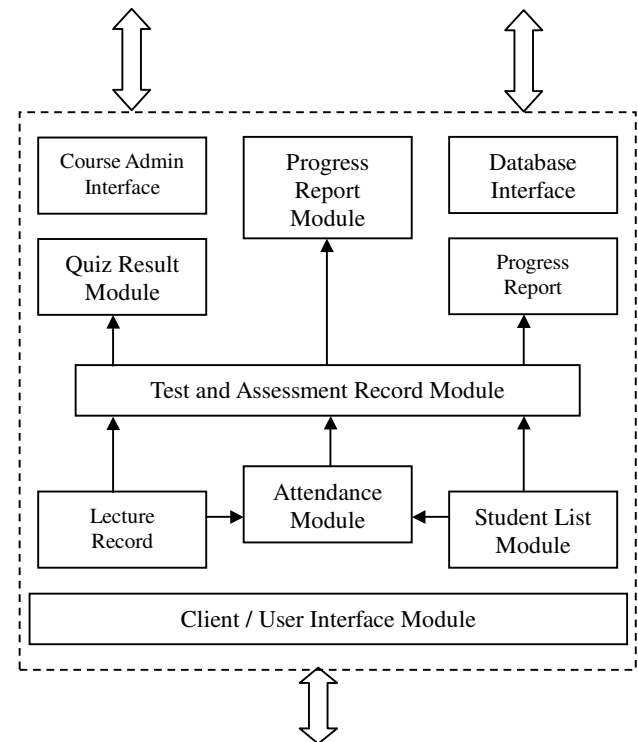 Course Admin
Interface
Progress
Report
Module
Database
Interface
Quiz Result
Module
Progress
Report
Test and Assessment Record Module
Lecture
Record
Attendance
Module
Student List
Module
Client / User Interface Module